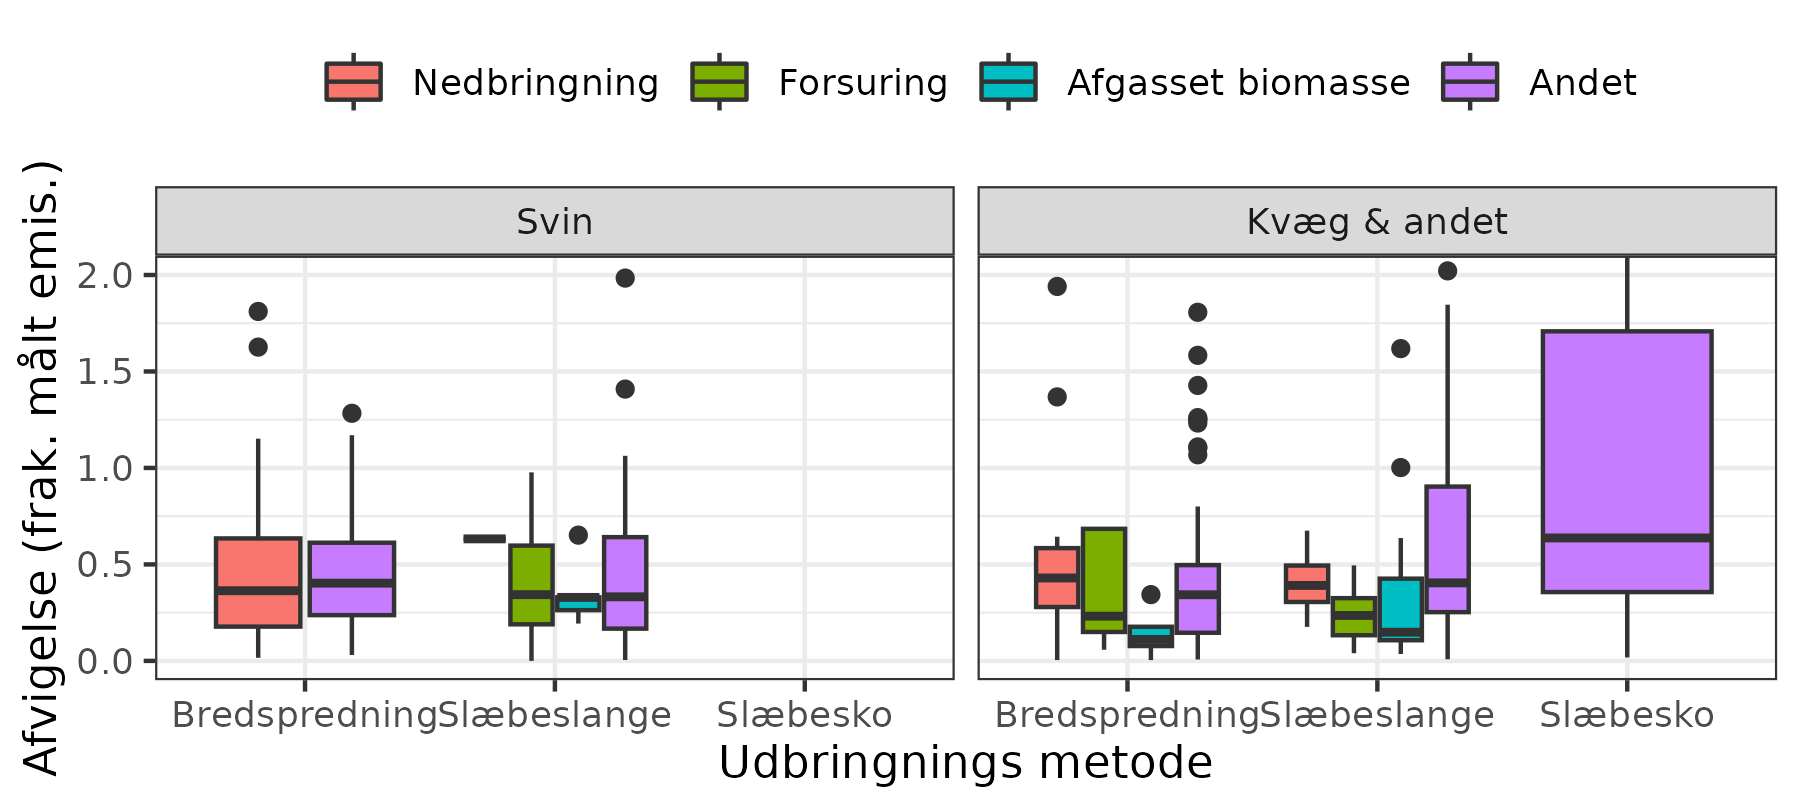 Nedbringning Forsuring Afgasset biomasse Andet
Afvigelse (frak. målt emis.)
Svin Kvæg & andet
2.0
1.5
1.0
0.5
0.0
Bredspredning Slæbeslange Slæbesko Bredspredning Slæbeslange Slæbesko
Udbringnings metode